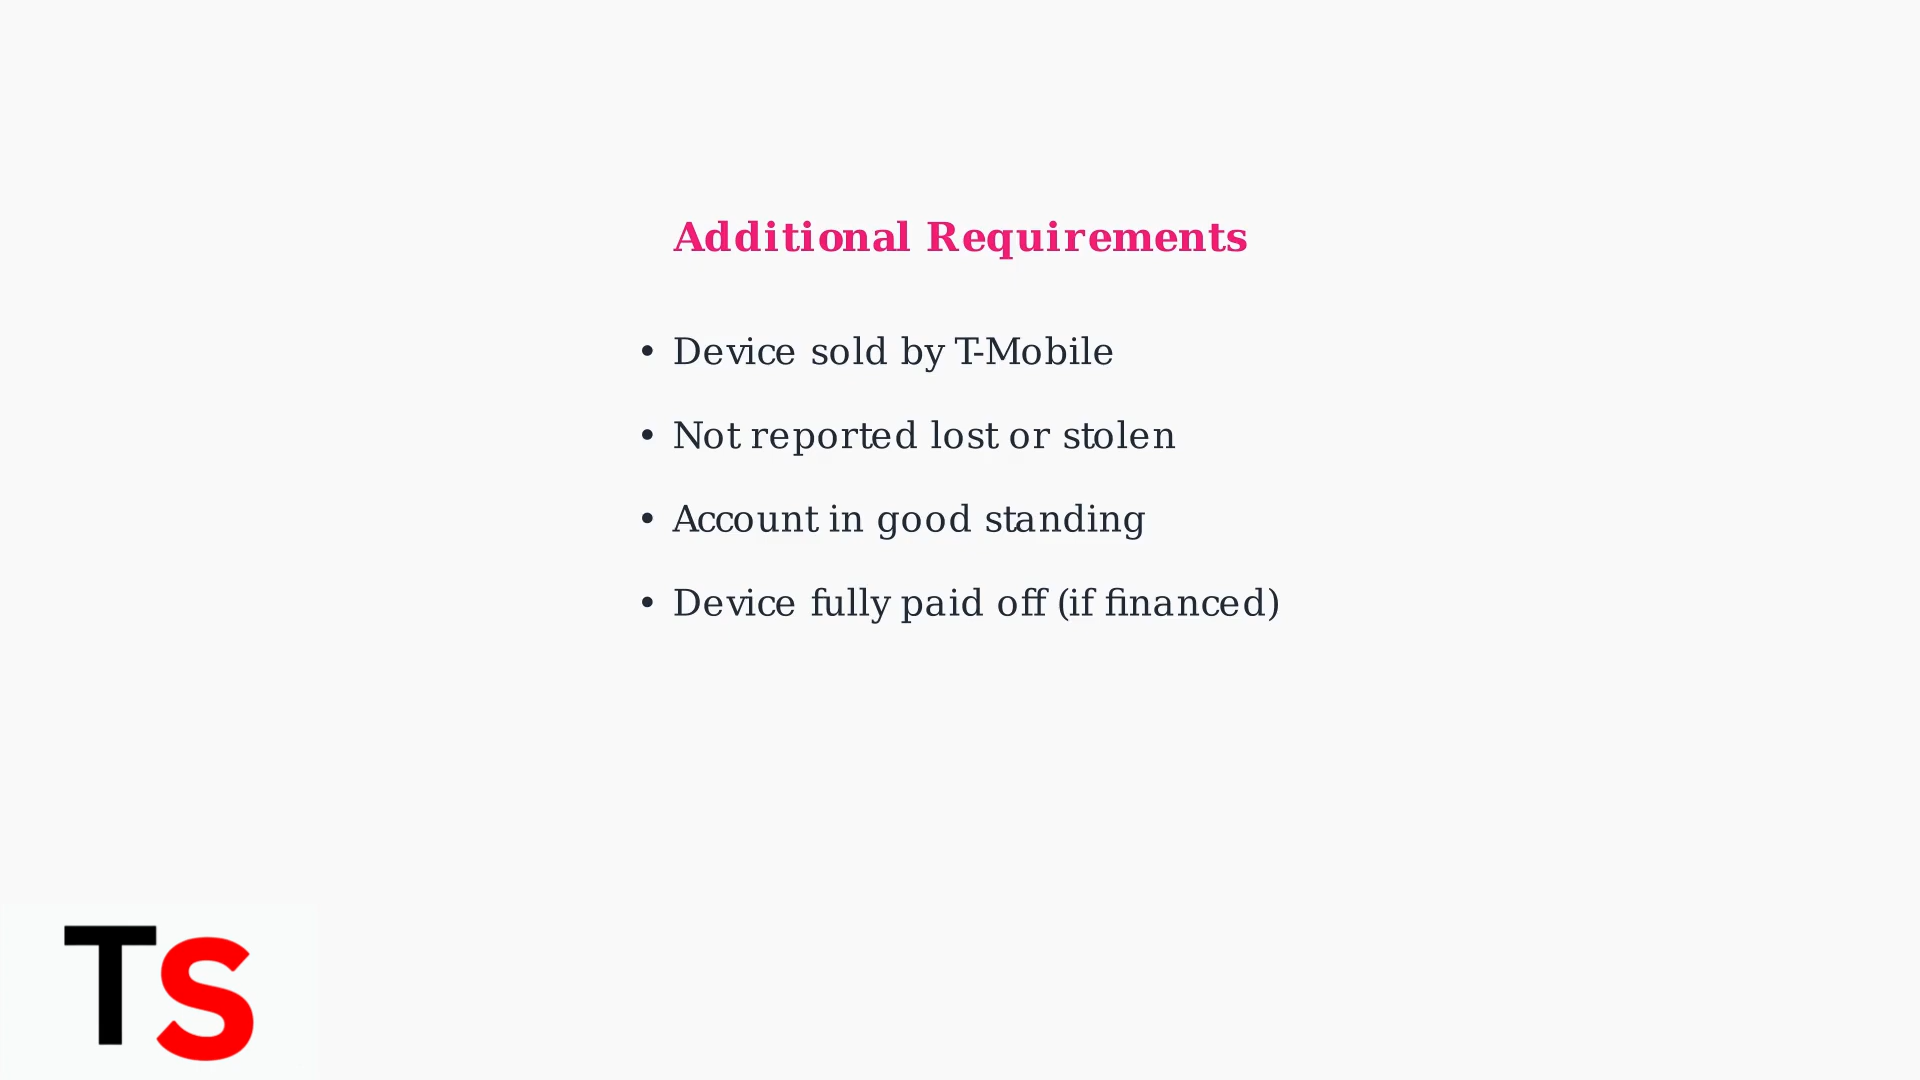 Additional Requirements
• Device sold by T-Mobile
• Not reported lost or stolen
• Account in good standing
• Device fully paid off (if financed)
TS